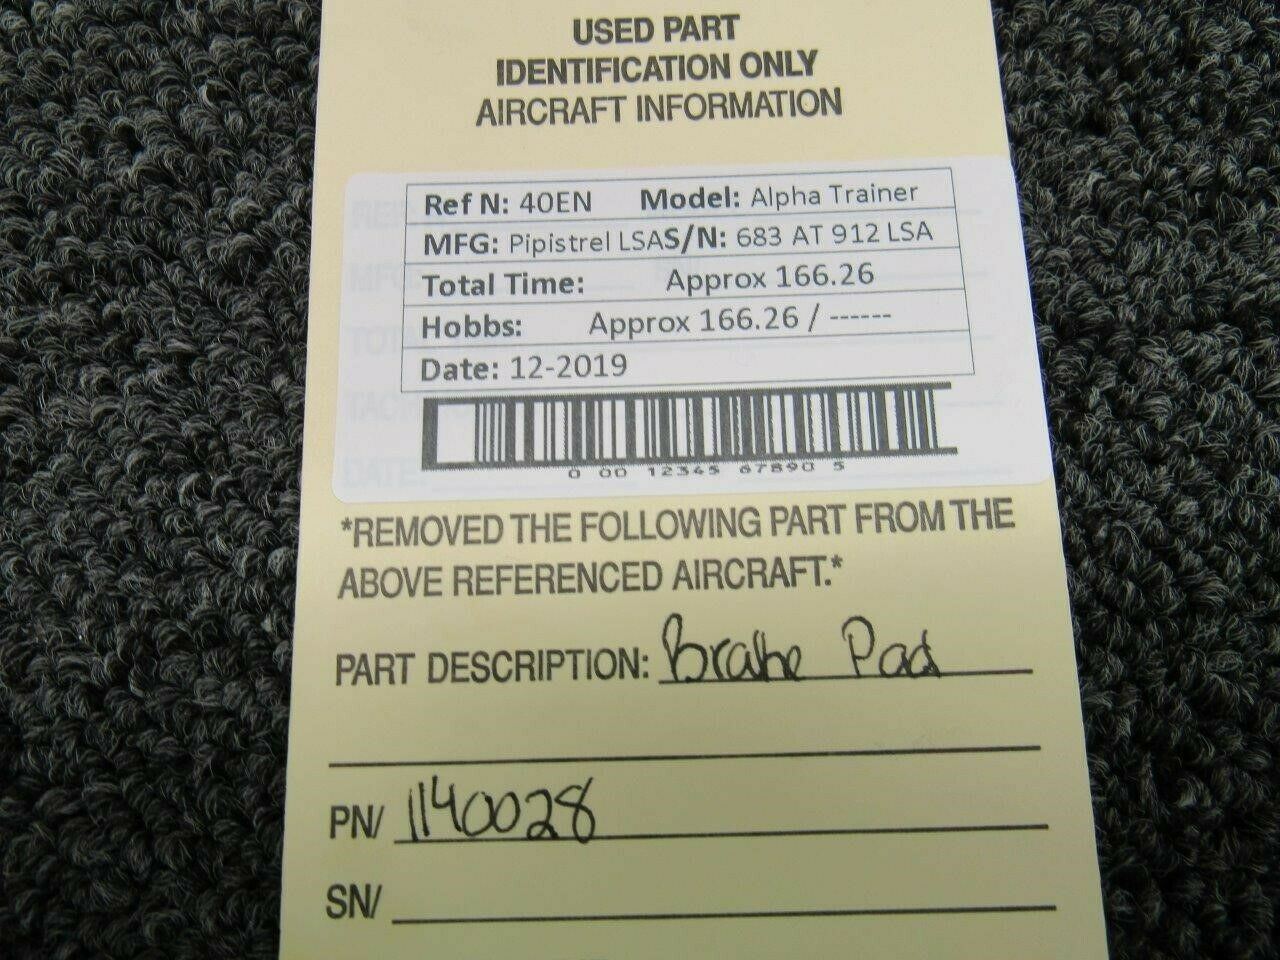 USED PART
IDENTIFICATION ONLY
AIRCRAFT INFORMATION
Ref N: 40EN Model: Alpha Trainer
MFG: Pipistrel LSAS/N: 683 AT 912 LSA
Total Time: Approx 166.26
Hobbs: Approx 166.26 / ------
Date: 12-2019
0 00 12345 67890 5
*REMOVED THE FOLLOWING PART FROM THE
ABOVE REFERENCED AIRCRAFT.*
PART DESCRIPTION: Brake Pad
PN/ 1140028
SN/